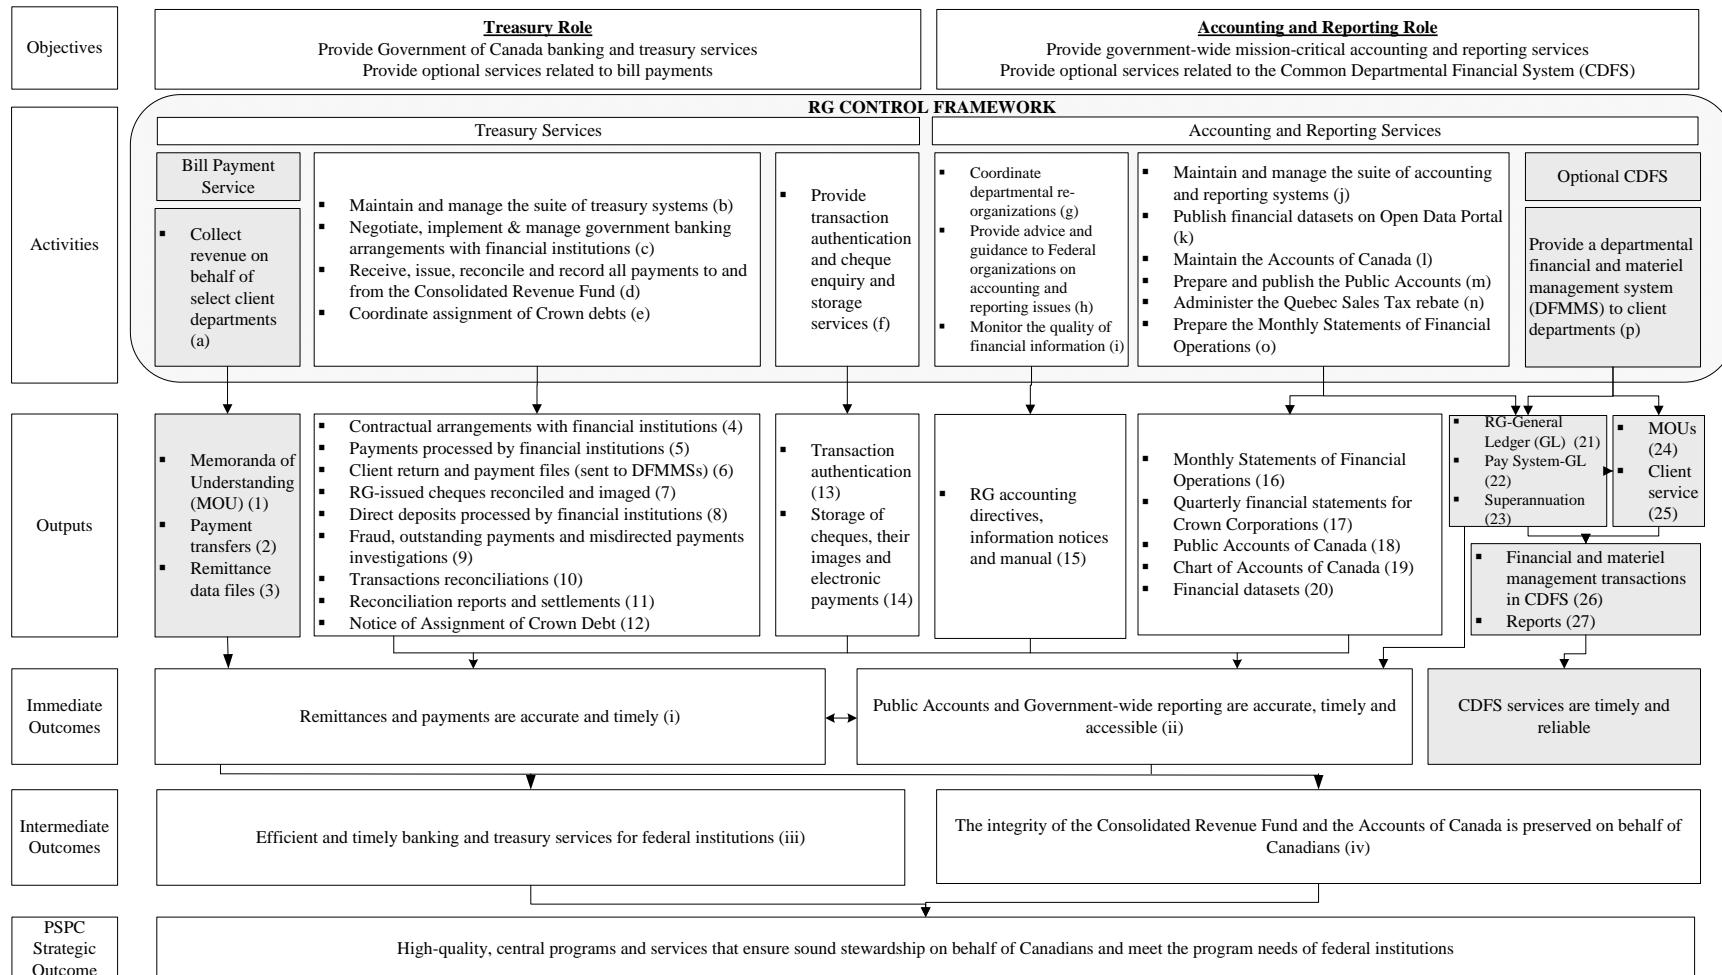 Objectives
Treasury Role
Provide Government of Canada banking and treasury services
Provide optional services related to bill payments
Accounting and Reporting Role
Provide government-wide mission-critical accounting and reporting services
Provide optional services related to the Common Departmental Financial System (CDFS)
RG CONTROL FRAMEWORK
Activities
Treasury Services
Accounting and Reporting Services
Bill Payment
Service
▪ Collect
revenue on
behalf of
select client
departments
(a)
▪ Maintain and manage the suite of treasury systems (b)
▪ Negotiate, implement & manage government banking
arrangements with financial institutions (c)
▪ Receive, issue, reconcile and record all payments to and
from the Consolidated Revenue Fund (d)
▪ Coordinate assignment of Crown debts (e)
▪ Provide
transaction
authentication
and cheque
enquiry and
storage
services (f)
▪ Coordinate
departmental re-
organizations (g)
▪ Provide advice and
guidance to Federal
organizations on
accounting and
reporting issues (h)
▪ Monitor the quality of
financial information (i)
▪ Maintain and manage the suite of accounting
and reporting systems (j)
▪ Publish financial datasets on Open Data Portal
(k)
▪ Maintain the Accounts of Canada (l)
▪ Prepare and publish the Public Accounts (m)
▪ Administer the Quebec Sales Tax rebate (n)
▪ Prepare the Monthly Statements of Financial
Operations (o)
Optional CDFS
Provide a departmental
financial and materiel
management system
(DFMMS) to client
departments (p)
Outputs
▪ Memoranda of
Understanding
(MOU) (1)
▪ Payment
transfers (2)
▪ Remittance
data files (3)
▪ Contractual arrangements with financial institutions (4)
▪ Payments processed by financial institutions (5)
▪ Client return and payment files (sent to DFMMSs) (6)
▪ RG-issued cheques reconciled and imaged (7)
▪ Direct deposits processed by financial institutions (8)
▪ Fraud, outstanding payments and misdirected payments
investigations (9)
▪ Transactions reconciliations (10)
▪ Reconciliation reports and settlements (11)
▪ Notice of Assignment of Crown Debt (12)
▪ Transaction
authentication
(13)
▪ Storage of
cheques, their
images and
electronic
payments (14)
▪ RG accounting
directives,
information notices
and manual (15)
▪ Monthly Statements of Financial
Operations (16)
▪ Quarterly financial statements for
Crown Corporations (17)
▪ Public Accounts of Canada (18)
▪ Chart of Accounts of Canada (19)
▪ Financial datasets (20)
▪ RG-General
Ledger (GL) (21)
▪ Pay System-GL
(22)
▪ Superannuation
(23)
▪ MOUs
(24)
▪ Client
service
(25)
▪ Financial and materiel
management transactions
in CDFS (26)
▪ Reports (27)
Immediate
Outcomes
Remittances and payments are accurate and timely (i)
Public Accounts and Government-wide reporting are accurate, timely and
accessible (ii)
CDFS services are timely and
reliable
Intermediate
Outcomes
Efficient and timely banking and treasury services for federal institutions (iii)
The integrity of the Consolidated Revenue Fund and the Accounts of Canada is preserved on behalf of
Canadians (iv)
PSPC
Strategic
Outcome
High-quality, central programs and services that ensure sound stewardship on behalf of Canadians and meet the program needs of federal institutions